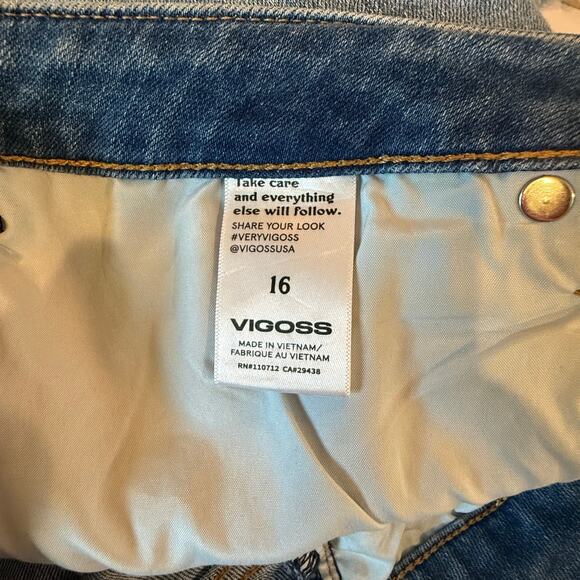 Take care
and everything
else will follow.
SHARE YOUR LOOK
#VERYVIGOSS
@VIGOSSUSA
16
VIGOSS
MADE IN VIETNAM/
FABRIQUE AU VIETNAM
RN#110712 CA#29438